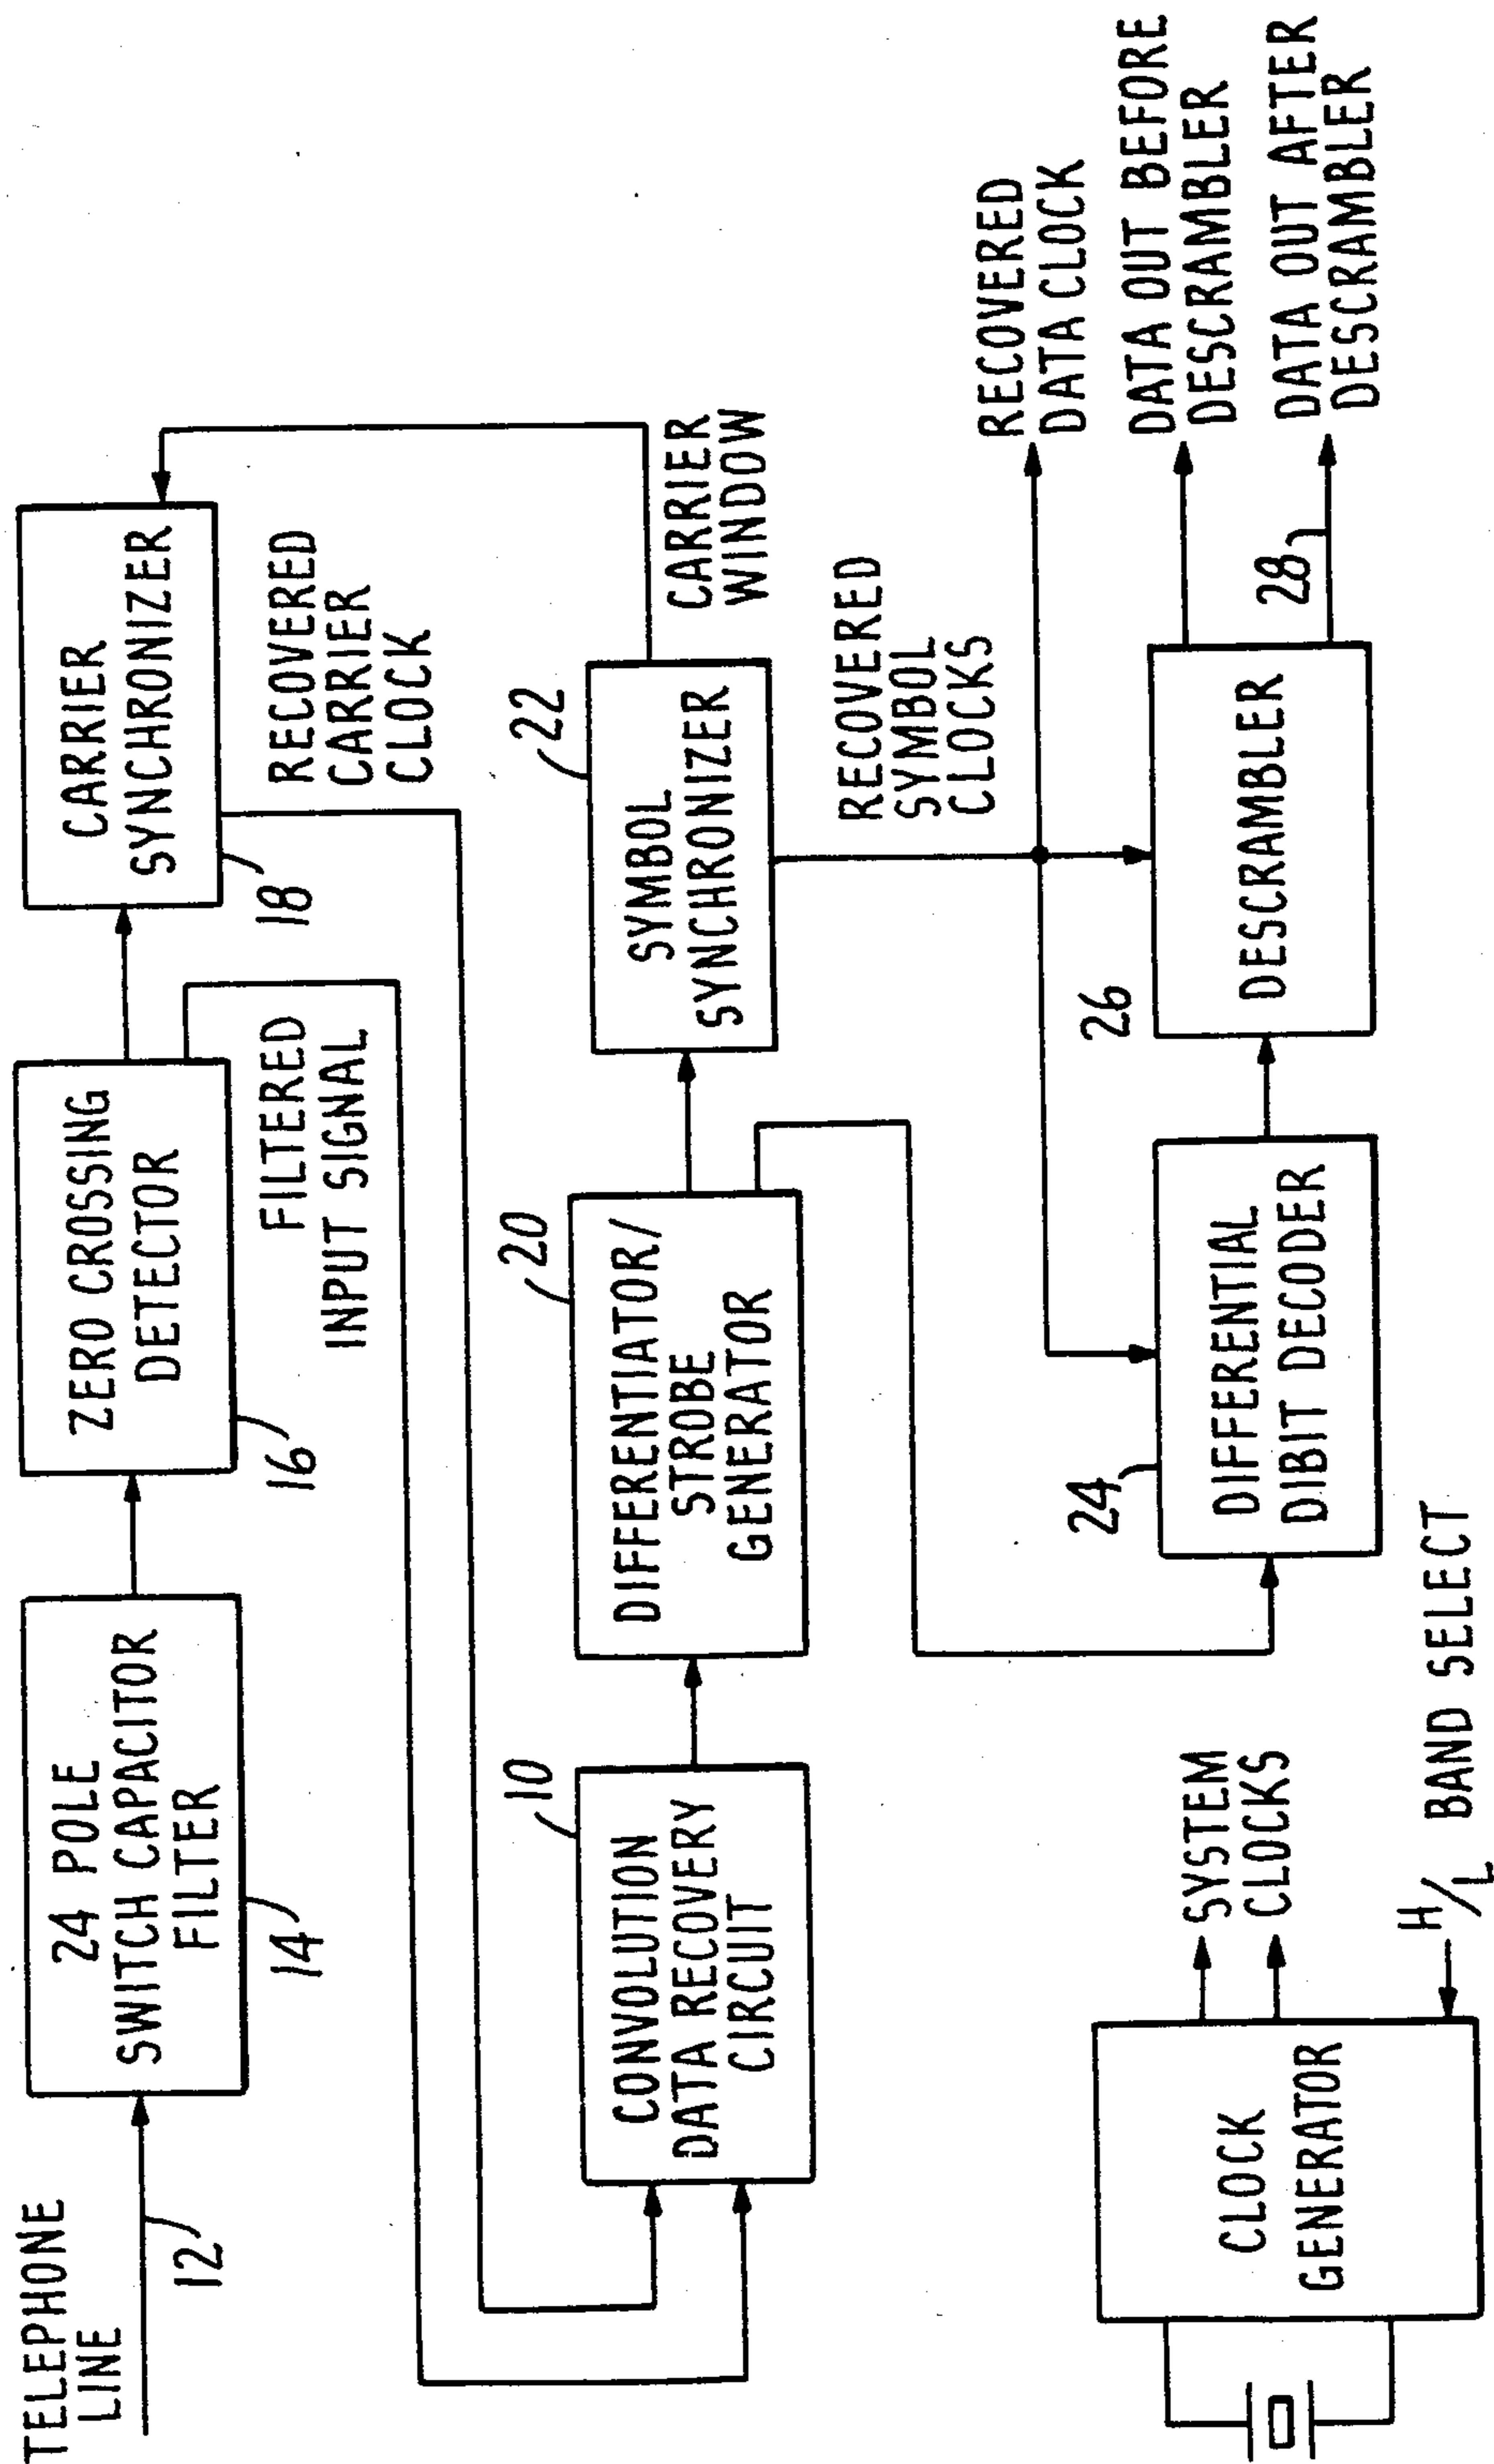 TELEPHONE
LINE
12
24 POLE
SWITCH CAPACITOR
FILTER
14
ZERO CROSSING
DETECTOR
16
CARRIER
SYNCHRONIZER
18
FILTERED
INPUT SIGNAL
RECOVERED
CARRIER
CLOCK
10
CONVOLUTION
DATA RECOVERY
CIRCUIT
20
DIFFERENTIATOR/
STROBE
GENERATOR
22
SYMBOL
SYNCHRONIZER
CARRIER
WINDOW
RECOVERED
SYMBOL
CLOCKS
RECOVERED
DATA CLOCK
DATA OUT BEFORE
DESCRAMBLER
DATA OUT AFTER
DESCRAMBLER
24
DIFFERENTIAL
DIBIT DECODER
26
DESCRAMBLER
28
CLOCK
GENERATOR
SYSTEM
CLOCKS
H/L BAND SELECT